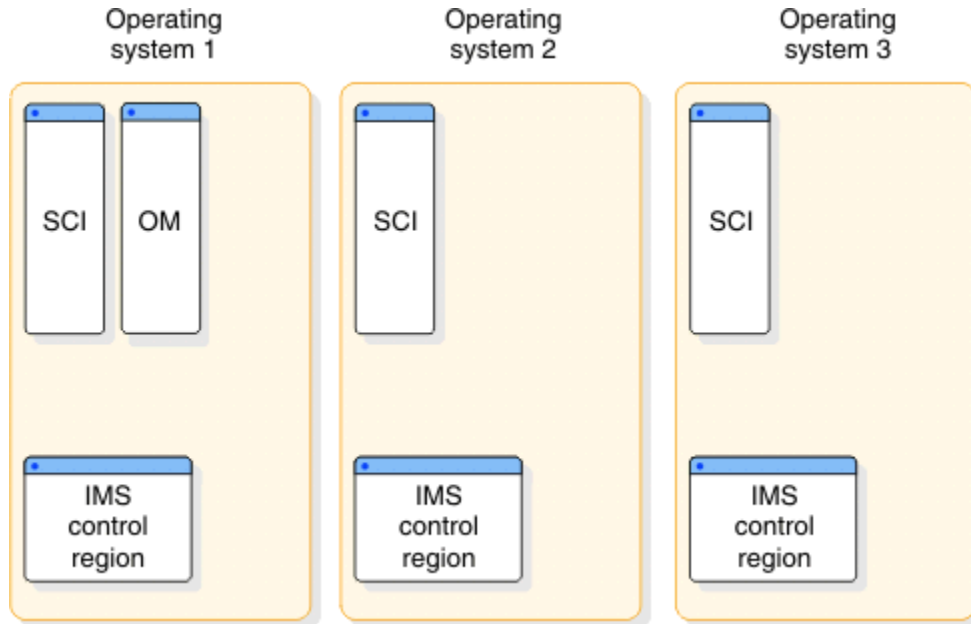 Operating
system 1
Operating
system 2
Operating
system 3
SCI
OM
SCI
SCI
IMS
control
region
IMS
control
region
IMS
control
region